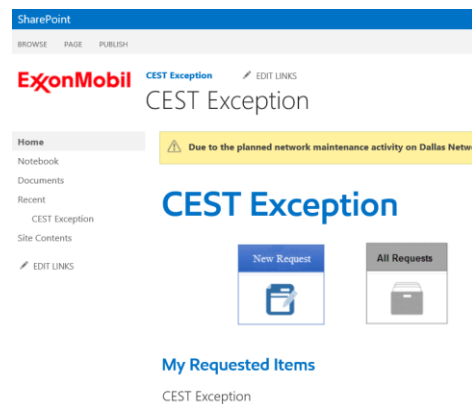 SharePoint
BROWSE PAGE PUBLISH
ExxonMobil
CEST Exception EDIT LINKS
CEST Exception
Home
Notebook
Documents
Recent
CEST Exception
Site Contents
EDIT LINKS
Due to the planned network maintenance activity on Dallas Netw
CEST Exception
New Request
All Requests
My Requested Items
CEST Exception